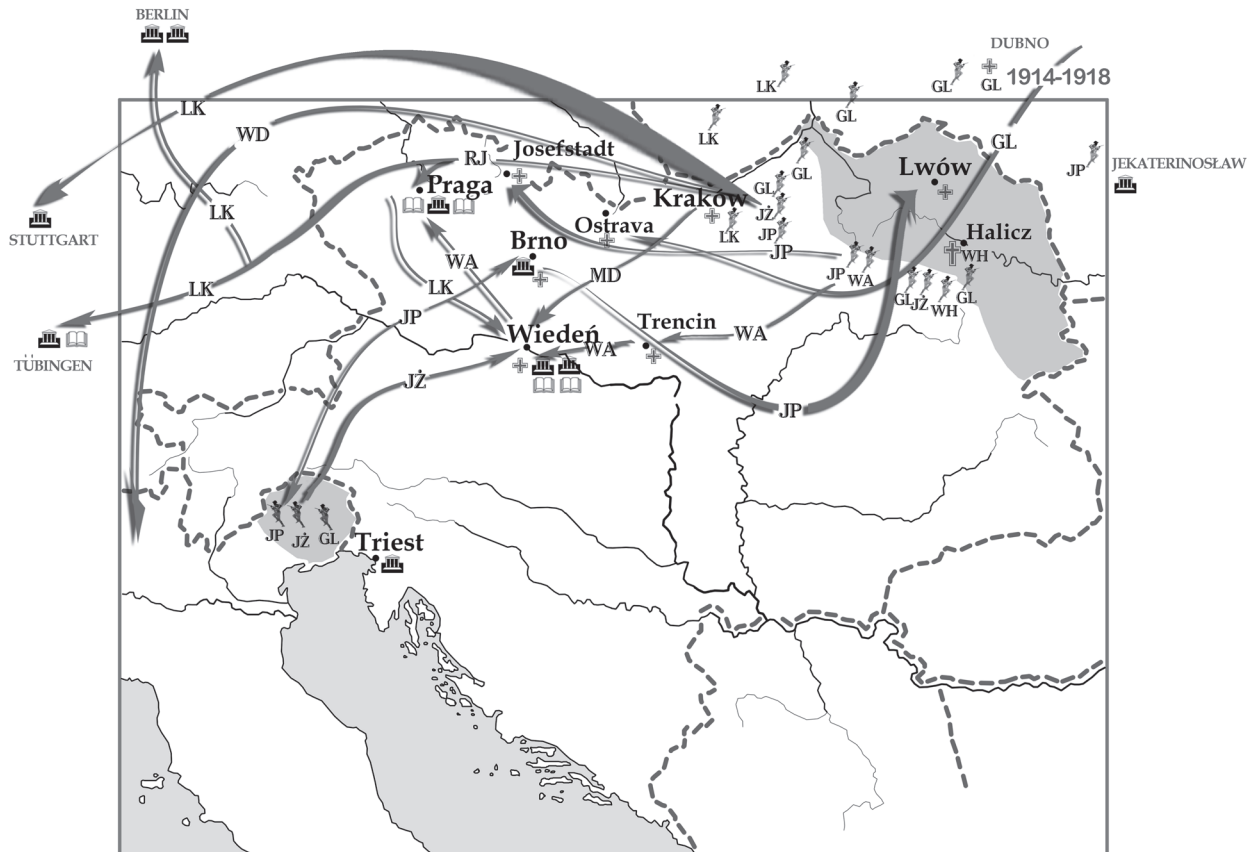 BERLIN
DUBNO
1914-1918
LK
GL
GL
GL
LK
LK
WD
GL
RJ
Josefstadt
GL
JP
JEKATERINOSŁAW
Lwów
Praga
GL
Kraków
JŻ
LK
STUTTGART
LK
Ostrava
JP
Halicz
Brno
JP
WH
WA
MD
JP
WA
LK
LK
GL
JŻ
WH
GL
JP
Trencin
Wiedeń
WA
WA
TÜBINGEN
JŻ
JP
JP
JŻ
GL
Triest